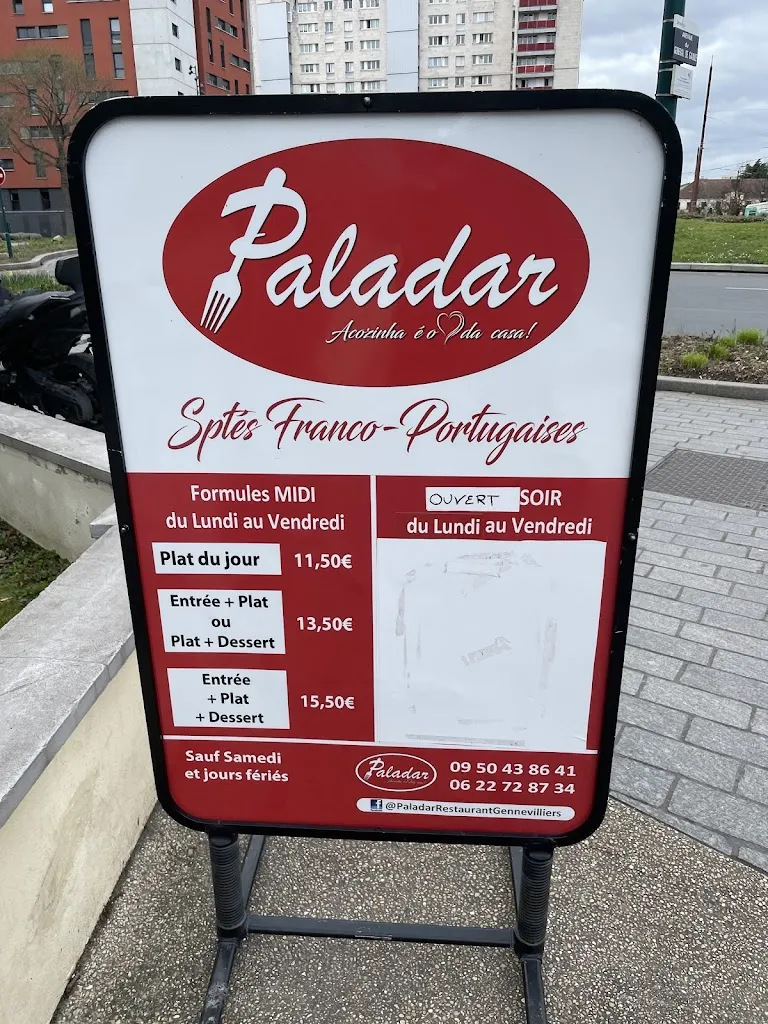 Paladar
Acozinha é o da casa!
Sptés Franco-Portugaises
Formules MIDI
du Lundi au Vendredi
Plat du jour 11,50€
Entrée + Plat
ou
Plat + Dessert
13,50€
Entrée
+ Plat
+ Dessert
15,50€
OUVERT SOIR
du Lundi au Vendredi
Sauf Samedi
et jours fériés
Paladar
09 50 43 86 41
06 22 72 87 34
@PaladarRestaurantGennevilliers